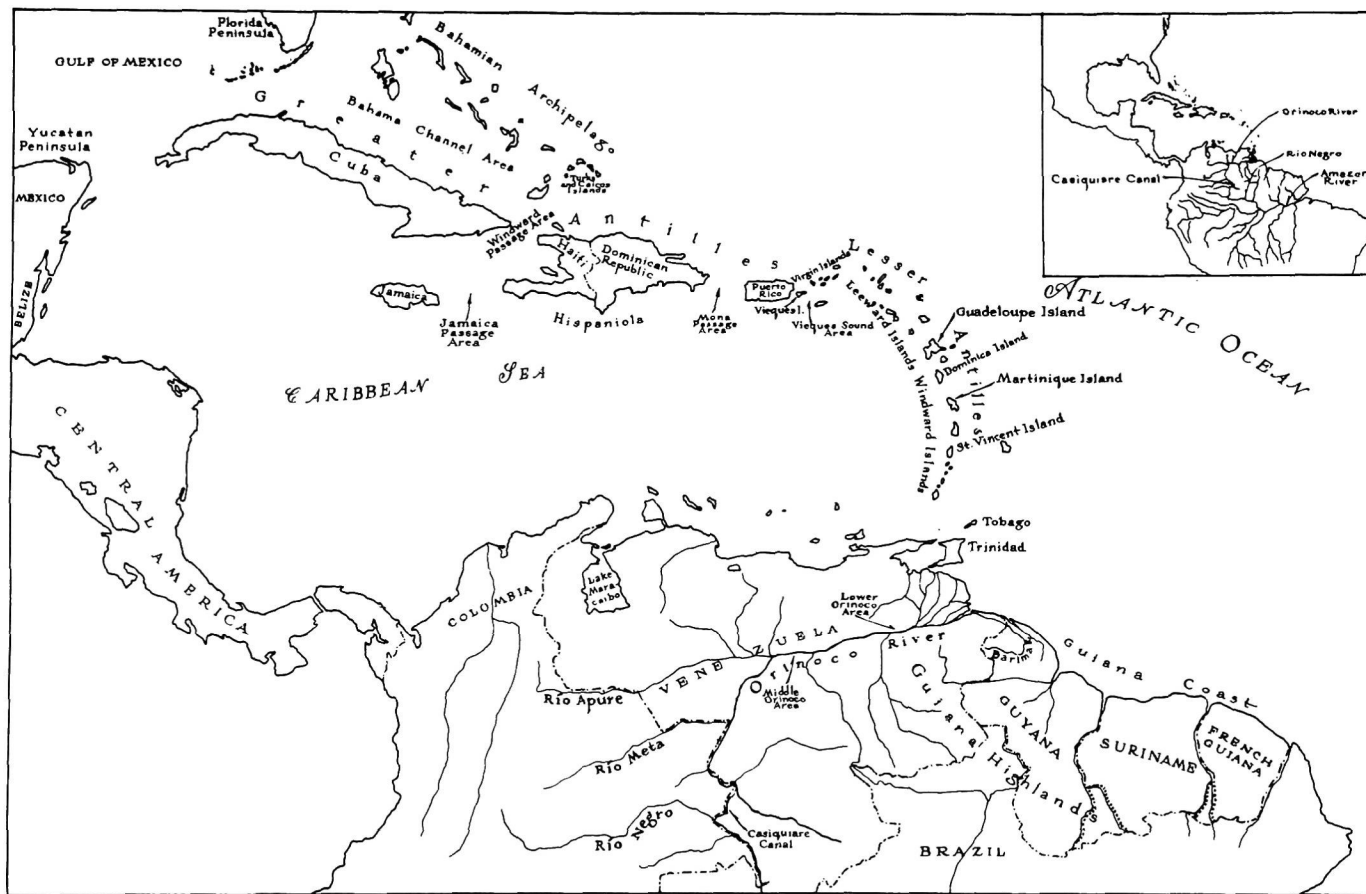 Florida
Peninsula
GULF OF MEXICO
Bahamian Archipelago
Greater Antilles
Bahama Channel Area
Yucatan
Peninsula
Cuba
MEXICO
Turks
and Caicos
Islands
Windward
Passage Area
BELIZE
Haiti
Dominican
Republic
Jamaica
Jamaica
Passage
Area
Hispaniola
Mona
Passage
Area
Puerto
Rico
Vieques I.
Virgin Islands
Vieques Sound
Area
Lesser Antilles
Leeward Islands
Windward Islands
Guadeloupe Island
Dominica Island
Martinique Island
St. Vincent Island
ATLANTIC OCEAN
CARIBBEAN SEA
CENTRAL AMERICA
Tobago
Trinidad
COLOMBIA
Lake
Mara
caibo
Lower
Orinoco
Area
VENEZUELA
Orinoco River
Middle
Orinoco
Area
Barima
Guiana Coast
Río Apure
Río Meta
Río Negro
Casiquiare
Canal
Guiana Highlands
GUYANA
SURINAME
FRENCH
GUIANA
BRAZIL
Orinoco River
Rio Negro
Casiquiare Canal
Amazon
River